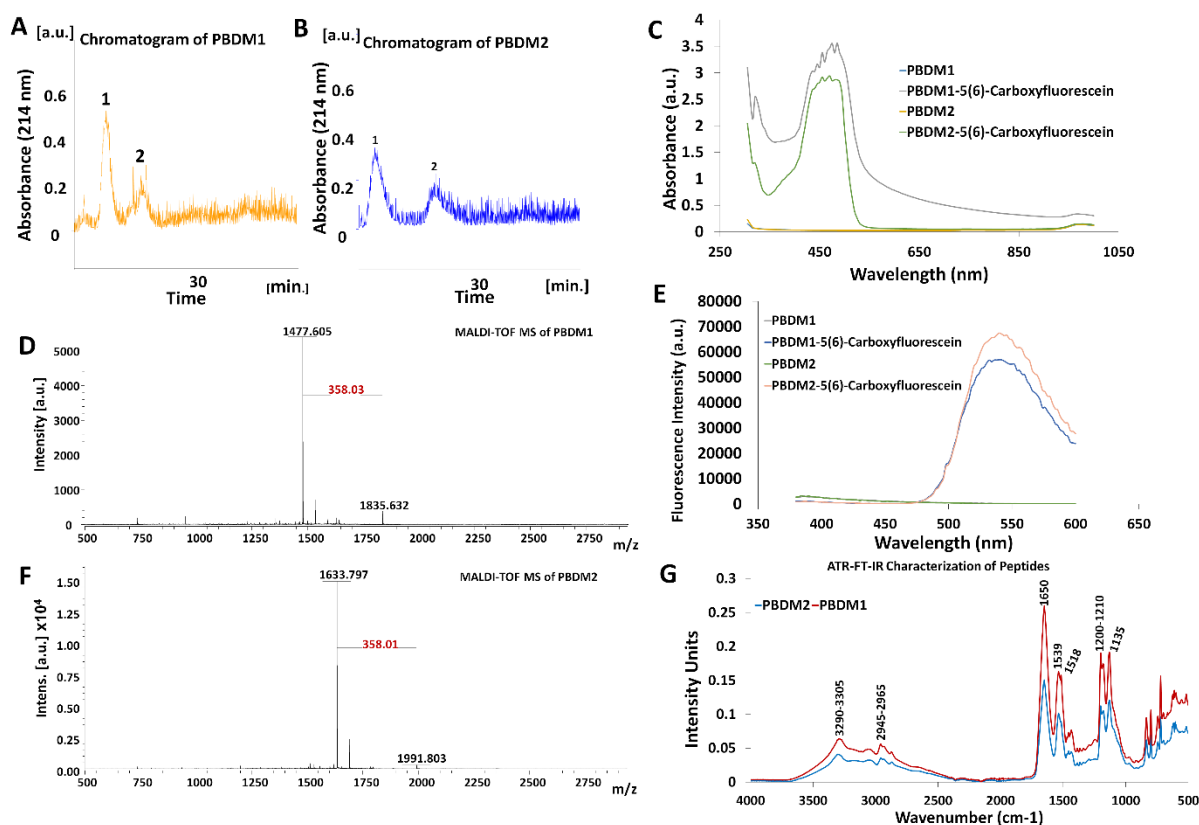 A
[a.u.]
Chromatogram of PBDM1
Absorbance (214 nm)
0.6
0.4
0.2
0
1
2
30
Time
[min.]
B
[a.u.]
Chromatogram of PBDM2
Absorbance (214 nm)
0.6
0.4
0.2
0
1
2
30
Time
[min.]
C
Absorbance (a.u.)
4
3.5
3
2.5
2
1.5
1
0.5
0
PBDM1
PBDM1-5(6)-Carboxyfluorescein
PBDM2
PBDM2-5(6)-Carboxyfluorescein
250 450 650 850 1050
Wavelength (nm)
D
MALDI-TOF MS of PBDM1
Intensity [a.u.]
5000
4000
3000
2000
1000
0
1477.605
358.03
1835.632
500 750 1000 1250 1500 1750 2000 2250 2500 2750
m/z
E
Fluorescence Intensity (a.u.)
80000
70000
60000
50000
40000
30000
20000
10000
0
PBDM1
PBDM1-5(6)-Carboxyfluorescein
PBDM2
PBDM2-5(6)-Carboxyfluorescein
350 400 450 500 550 600 650
Wavelength (nm)
F
MALDI-TOF MS of PBDM2
Intens. [a.u.] x10⁴
1.50
1.25
1.00
0.75
0.50
0.25
0.00
1633.797
358.01
1991.803
500 750 1000 1250 1500 1750 2000 2250 2500 2750
m/z
G
ATR-FT-IR Characterization of Peptides
PBDM2 PBDM1
Intensity Units
0.3
0.25
0.2
0.15
0.1
0.05
0
3290-3305
2945-2965
1650
1539
1518
1200-1210
1135
4000 3500 3000 2500 2000 1500 1000 500
Wavenumber (cm-1)